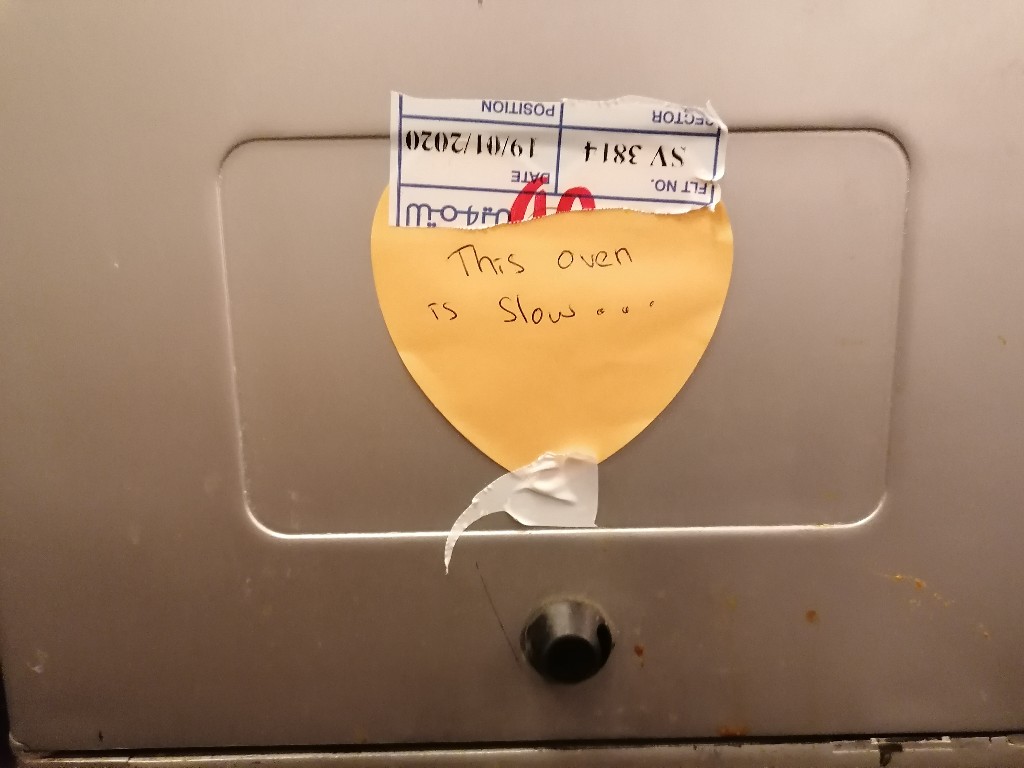 POSITION
SECTOR
19/01/2020
SV 3814
DATE
FLT NO.
This oven
is slow...